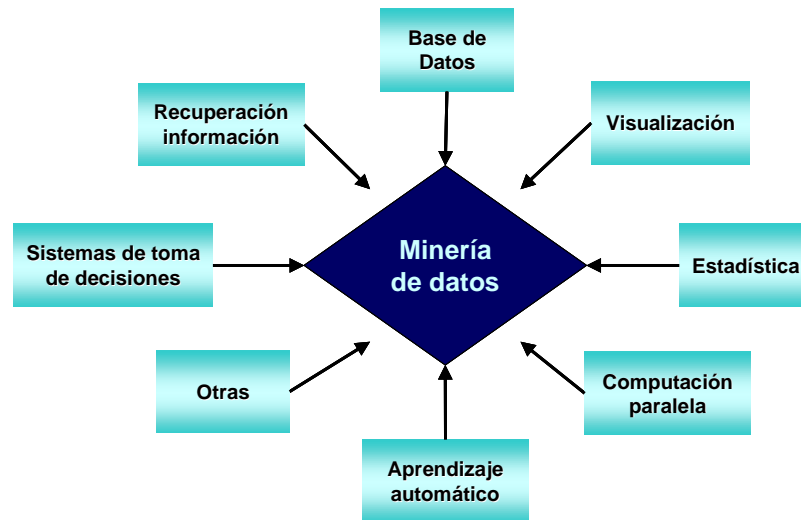 Base de
Datos
Recuperación
información
Visualización
Sistemas de toma
de decisiones
Minería
de datos
Estadística
Otras
Computación
paralela
Aprendizaje
automático